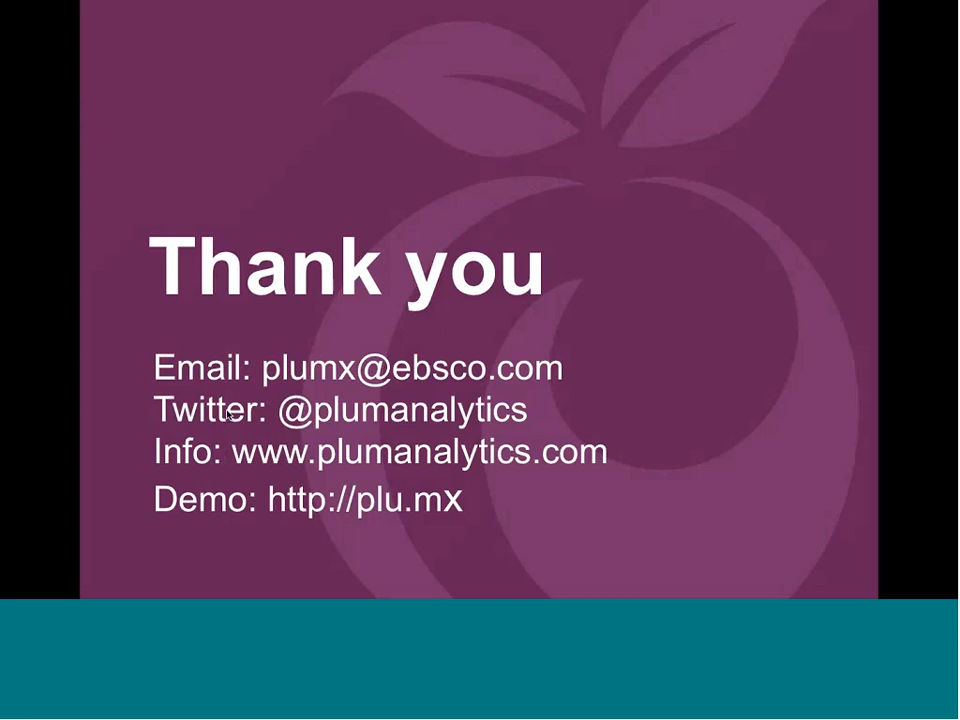 Thank you
Email: plumx@ebsco.com
Twitter: @plumanalytics
Info: www.plumanalytics.com
Demo: http://plu.mx